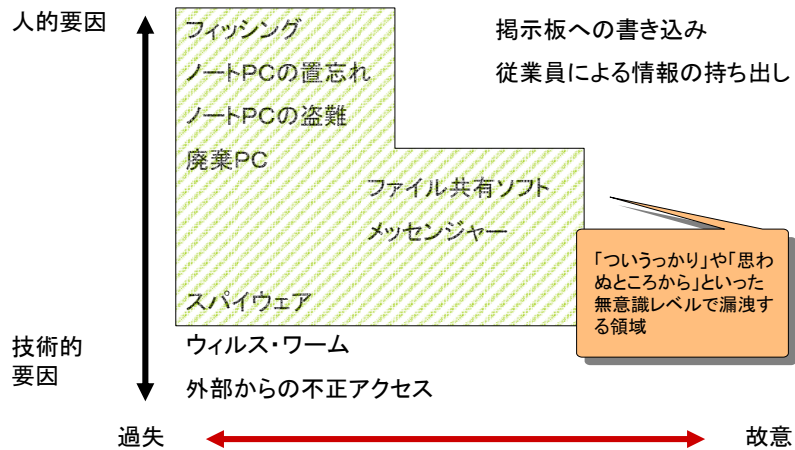 人的要因
フィッシング
掲示板への書き込み
ノートPCの置忘れ
従業員による情報の持ち出し
ノートPCの盗難
廃棄PC
ファイル共有ソフト
メッセンジャー
「ついうっかり」や「思わ
ぬところから」といった
無意識レベルで漏洩す
る領域
スパイウェア
技術的
要因
ウィルス・ワーム
外部からの不正アクセス
過失
故意